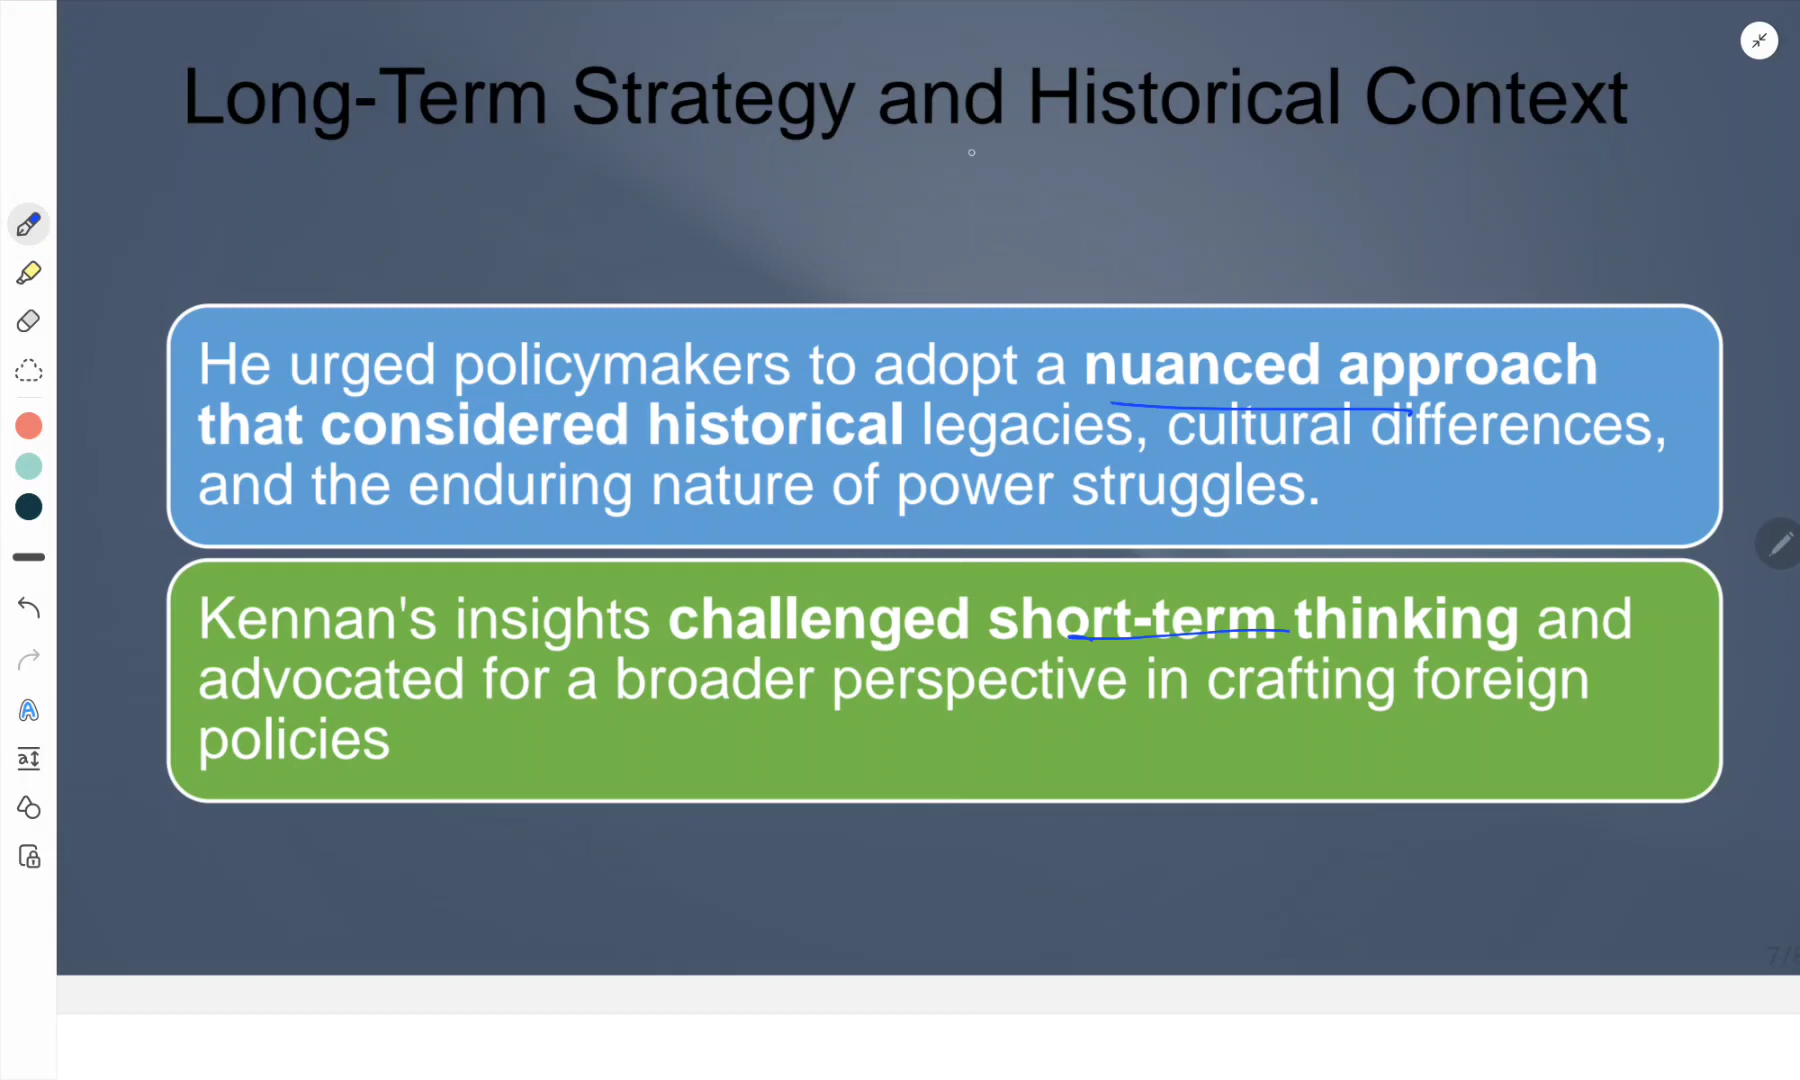 Long-Term Strategy and Historical Context
He urged policymakers to adopt a nuanced approach
that considered historical legacies, cultural differences,
and the enduring nature of power struggles.
Kennan's insights challenged short-term thinking and
advocated for a broader perspective in crafting foreign
policies